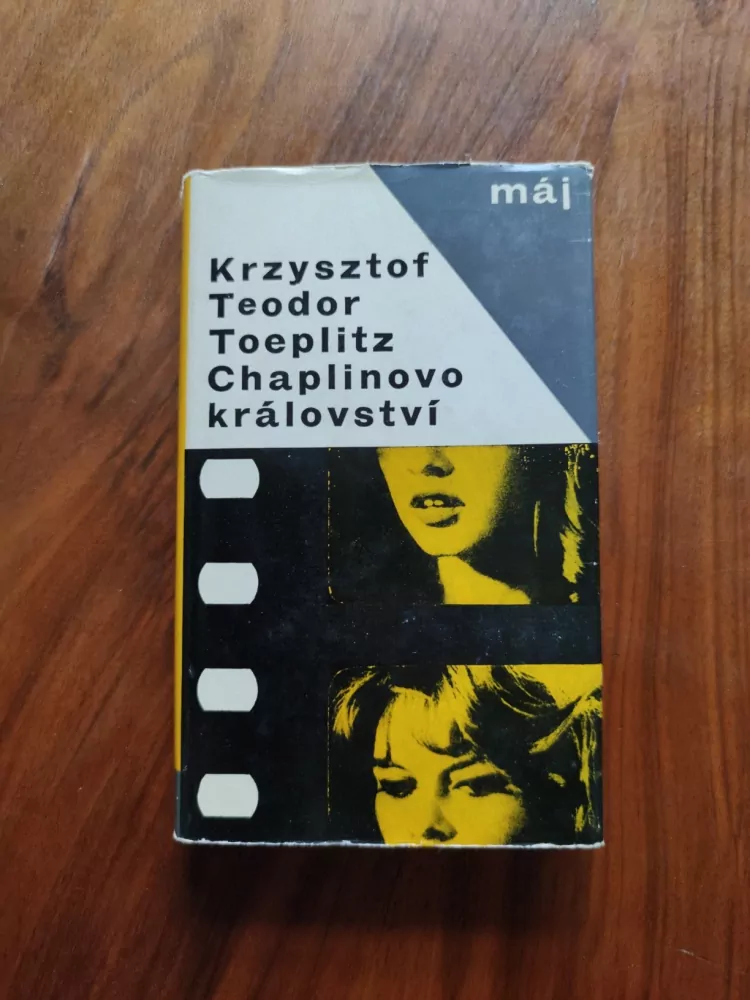 máj
Krzysztof
Teodor
Toeplitz
Chaplinovo
království